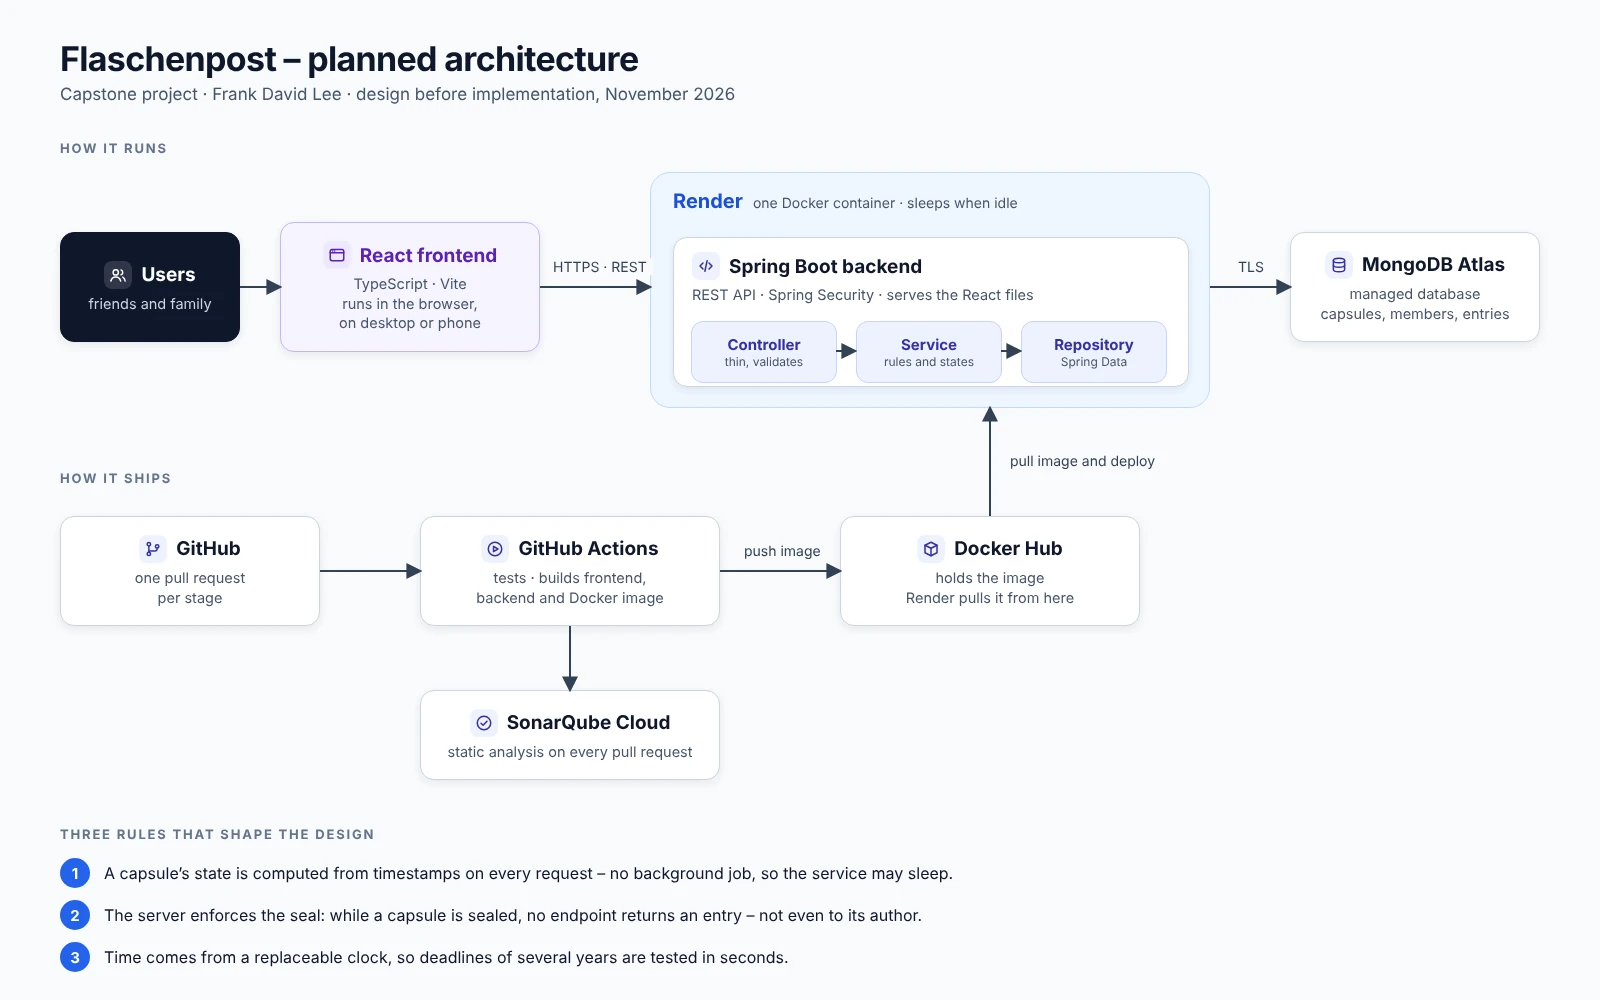 Flaschenpost – planned architecture
Capstone project · Frank David Lee · design before implementation, November 2026
HOW IT RUNS
Users
friends and family
React frontend
TypeScript · Vite
runs in the browser,
on desktop or phone
HTTPS · REST
Render one Docker container · sleeps when idle
Spring Boot backend
REST API · Spring Security · serves the React files
Controller
thin, validates
Service
rules and states
Repository
Spring Data
TLS
MongoDB Atlas
managed database
capsules, members, entries
pull image and deploy
HOW IT SHIPS
GitHub
one pull request
per stage
GitHub Actions
tests · builds frontend,
backend and Docker image
push image
Docker Hub
holds the image
Render pulls it from here
SonarQube Cloud
static analysis on every pull request
THREE RULES THAT SHAPE THE DESIGN
1 A capsule’s state is computed from timestamps on every request – no background job, so the service may sleep.
2 The server enforces the seal: while a capsule is sealed, no endpoint returns an entry – not even to its author.
3 Time comes from a replaceable clock, so deadlines of several years are tested in seconds.